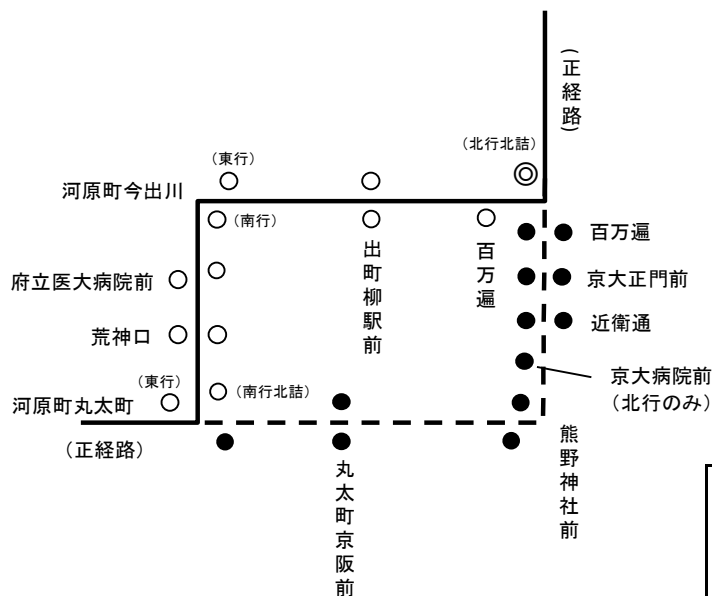 (正経路)
(北行北詰)
(東行)
河原町今出川
(南行)
出町柳駅前
百万遍
百万遍
府立医大病院前
京大正門前
荒神口
近衛通
京大病院前
(北行のみ)
(東行)
河原町丸太町
(南行北詰)
(正経路)
丸太町京阪前
熊野神社前